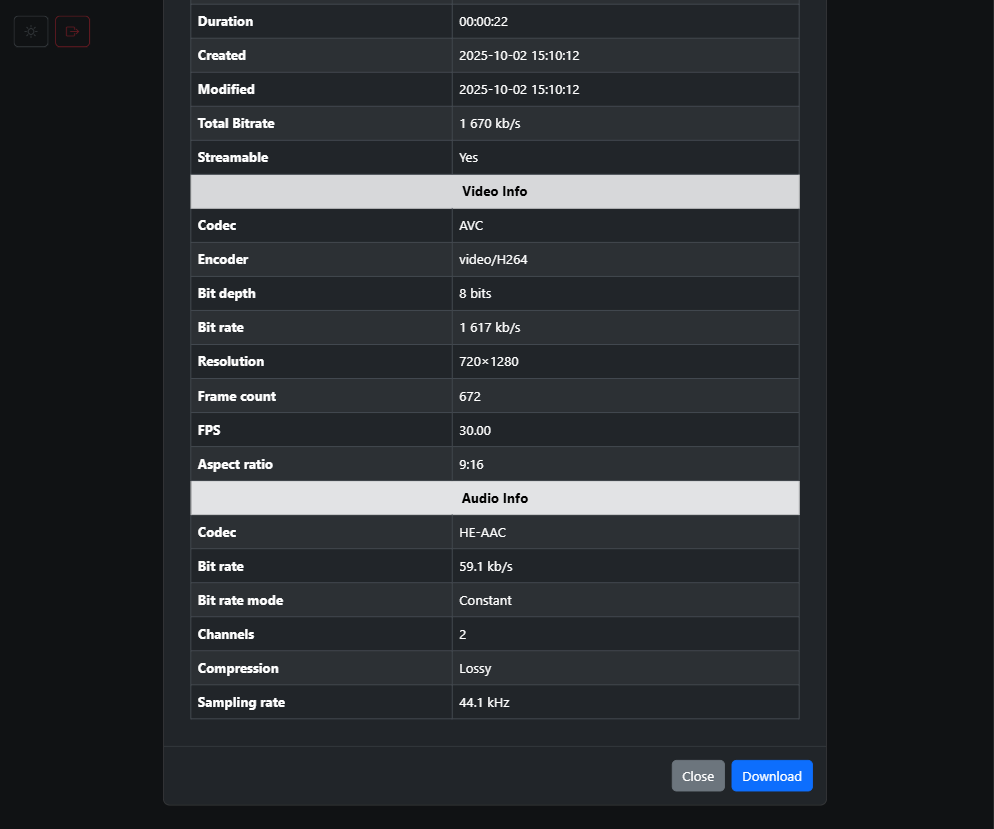 Duration 00:00:22
Created 2025-10-02 15:10:12
Modified 2025-10-02 15:10:12
Total Bitrate 1 670 kb/s
Streamable Yes
Video Info
Codec AVC
Encoder video/H264
Bit depth 8 bits
Bit rate 1 617 kb/s
Resolution 720×1280
Frame count 672
FPS 30.00
Aspect ratio 9:16
Audio Info
Codec HE-AAC
Bit rate 59.1 kb/s
Bit rate mode Constant
Channels 2
Compression Lossy
Sampling rate 44.1 kHz
Close Download